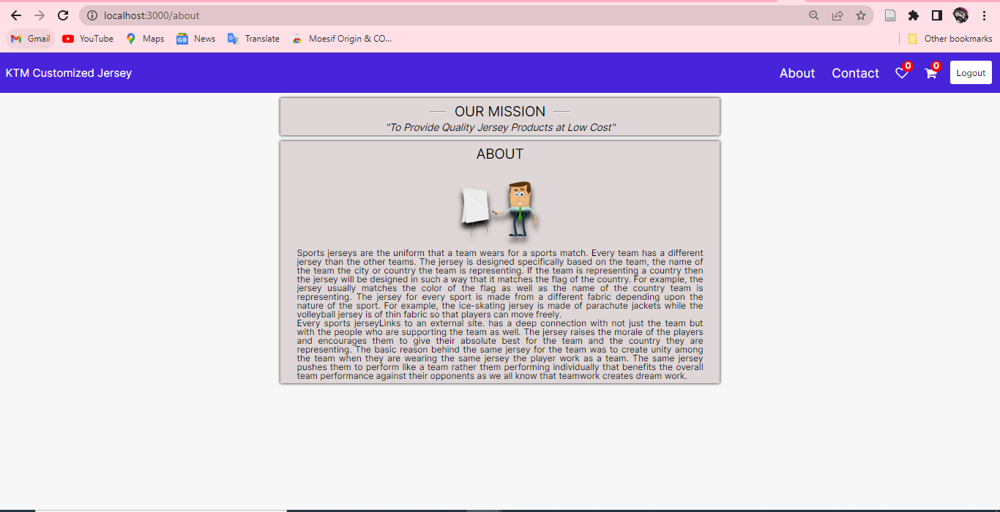 localhost:3000/about
Gmail YouTube Maps News Translate Moesif Origin & CO... Other bookmarks
KTM Customized Jersey About Contact 0 0 Logout
OUR MISSION
"To Provide Quality Jersey Products at Low Cost"
ABOUT
Sports jerseys are the uniform that a team wears for a sports match. Every team has a different
jersey than the other teams. The jersey is designed specifically based on the team, the name of
the team the city or country the team is representing. If the team is representing a country then
the jersey will be designed in such a way that it matches the flag of the country. For example, the
jersey usually matches the color of the flag as well as the name of the country team is
representing. The jersey for every sport is made from a different fabric depending upon the
nature of the sport. For example, the ice-skating jersey is made of parachute jackets while the
volleyball jersey is of thin fabric so that players can move freely.
Every sports jerseyLinks to an external site. has a deep connection with not just the team but
with the people who are supporting the team as well. The jersey raises the morale of the players
and encourages them to give their absolute best for the team and the country they are
representing. The basic reason behind the same jersey for the team was to create unity among
the team when they are wearing the same jersey the player work as a team. The same jersey
pushes them to perform like a team rather them performing individually that benefits the overall
team performance against their opponents as we all know that teamwork creates dream work.